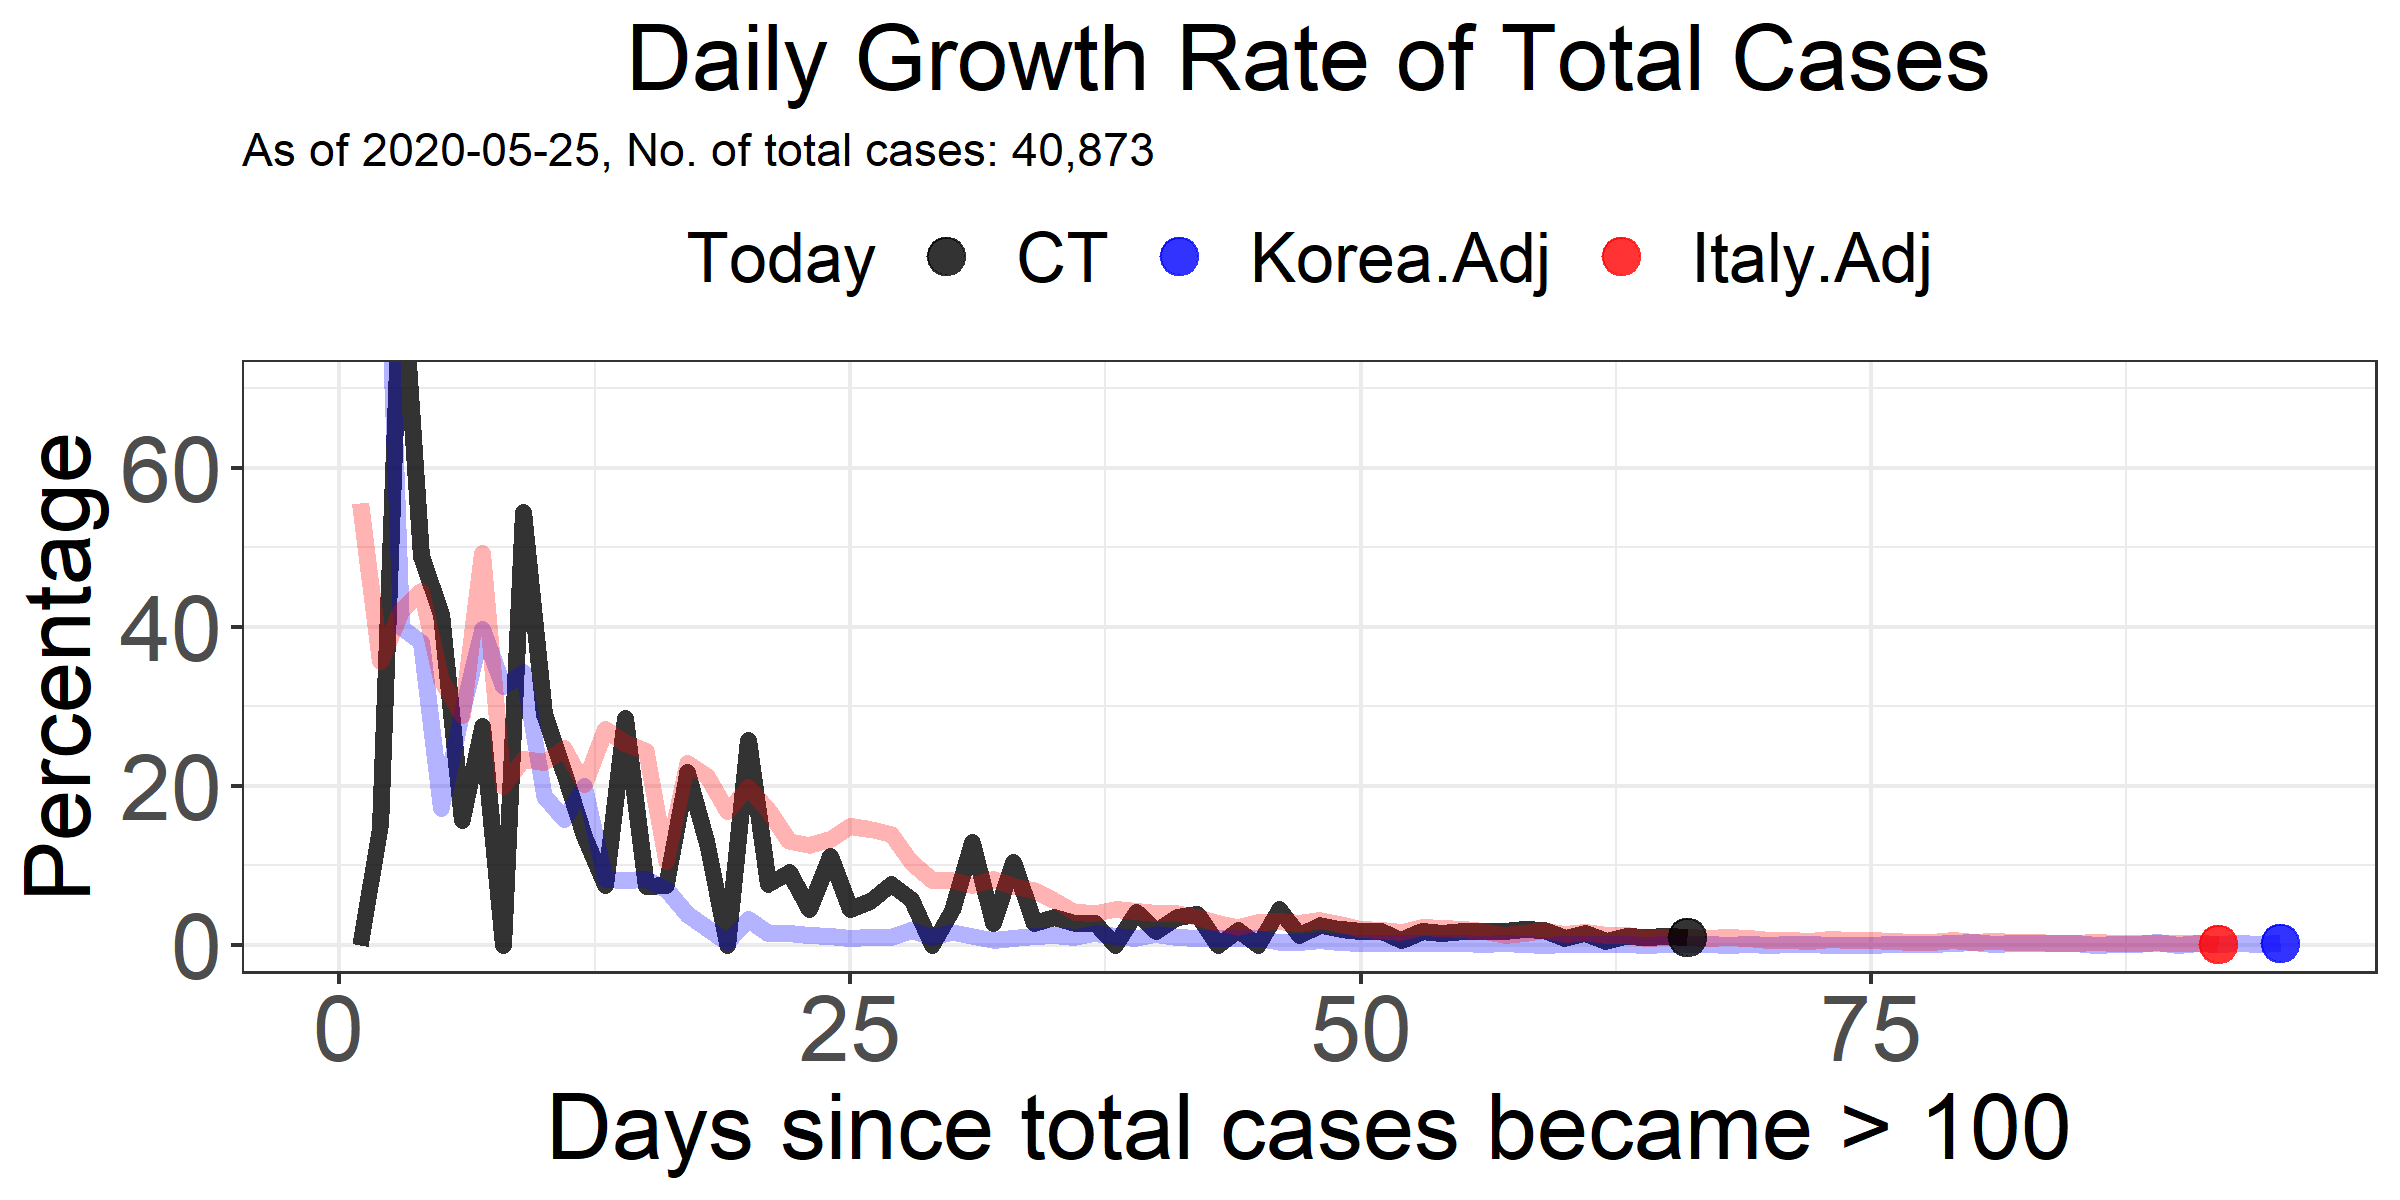 Daily Growth Rate of Total Cases
As of 2020-05-25, No. of total cases: 40,873
Today CT Korea.Adj Italy.Adj
Percentage
60
40
20
0
0 25 50 75
Days since total cases became > 100